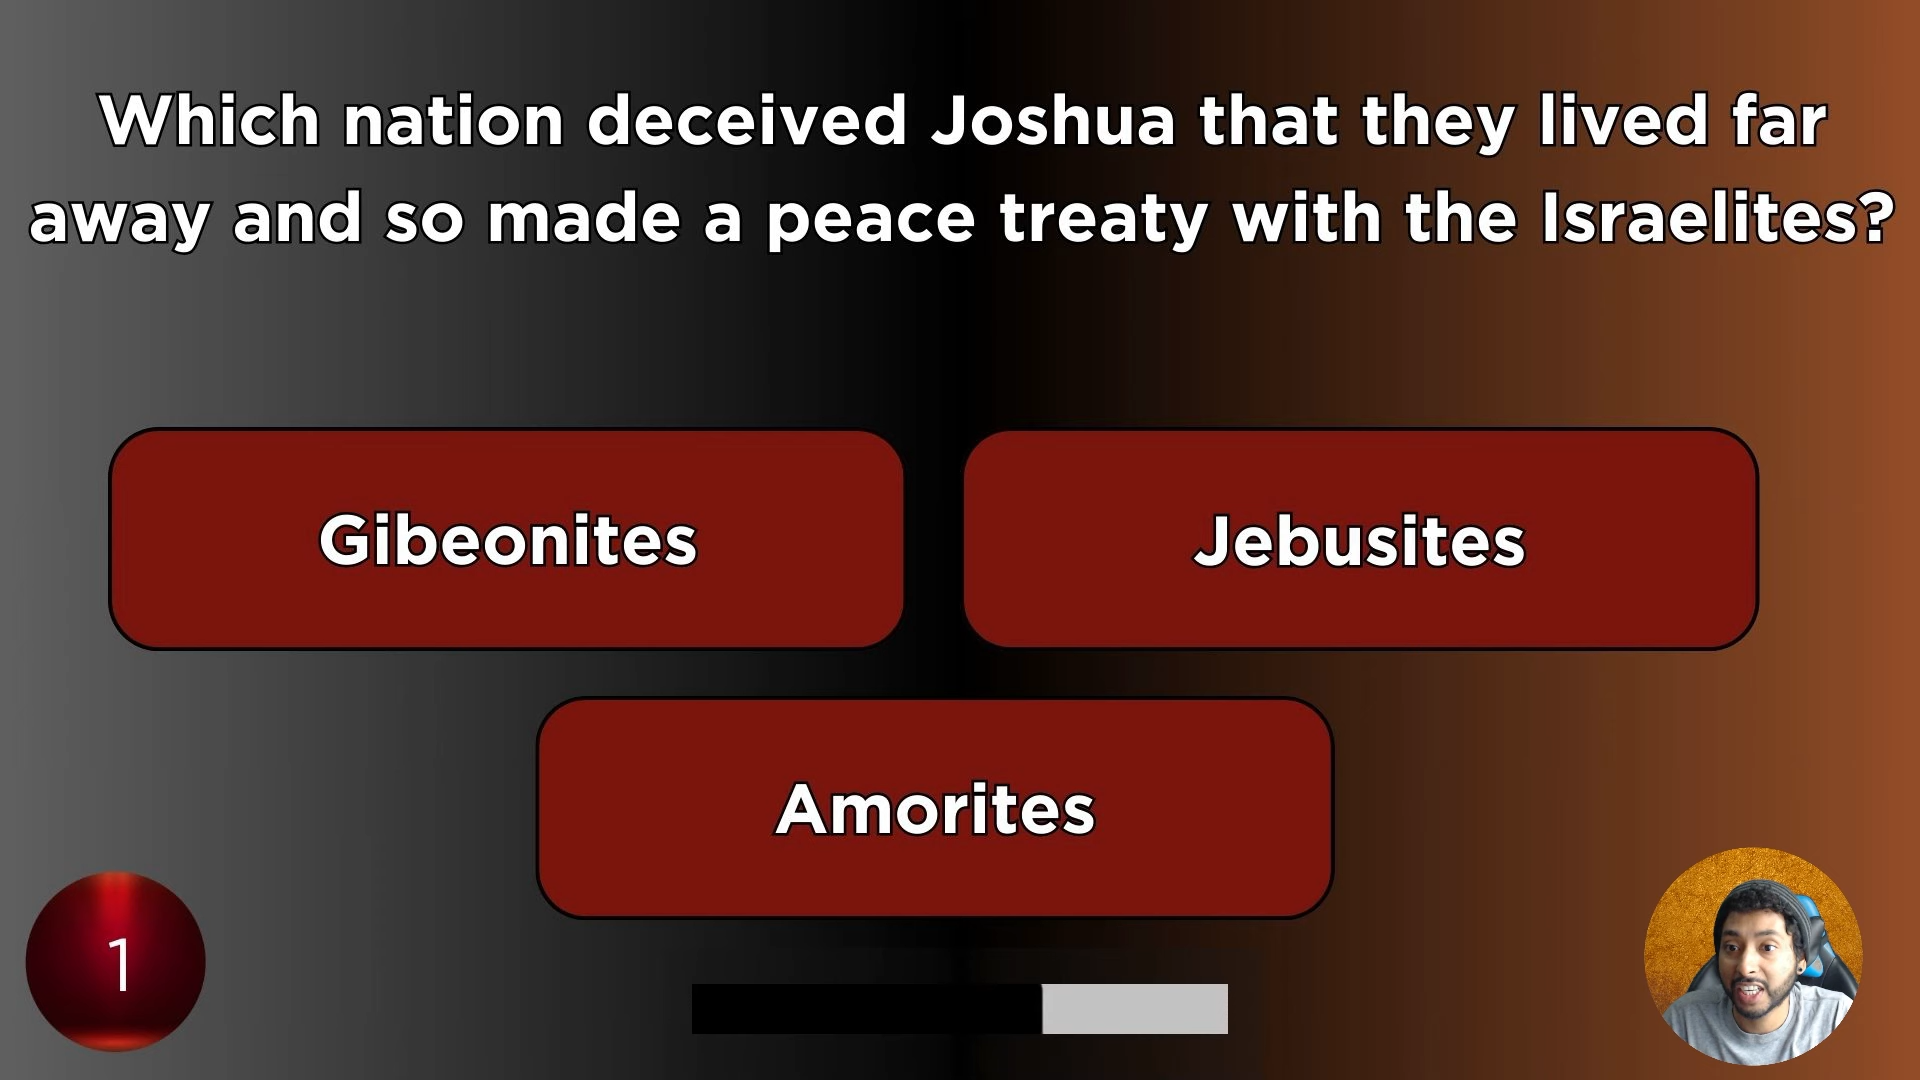 Which nation deceived Joshua that they lived far
away and so made a peace treaty with the Israelites?
Gibeonites
Jebusites
Amorites
1